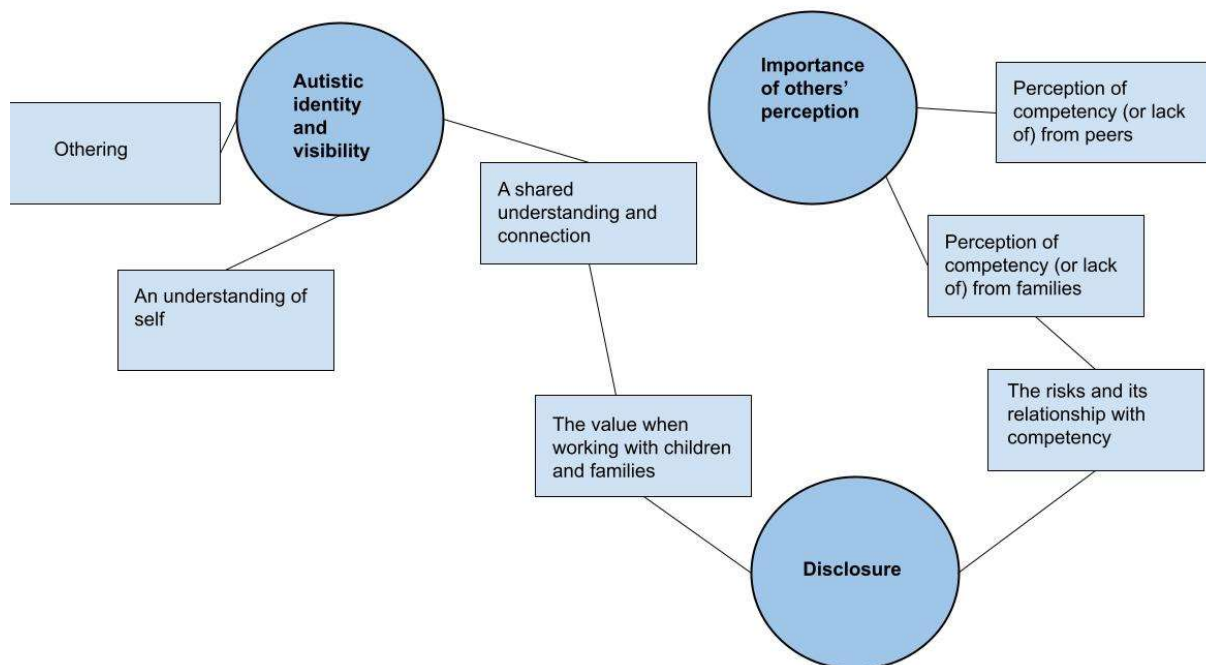 Autistic
identity
and
visibility
Othering
An understanding of
self
A shared
understanding and
connection
The value when
working with children
and families
Importance
of others’
perception
Perception of
competency (or lack
of) from peers
Perception of
competency (or lack
of) from families
The risks and its
relationship with
competency
Disclosure